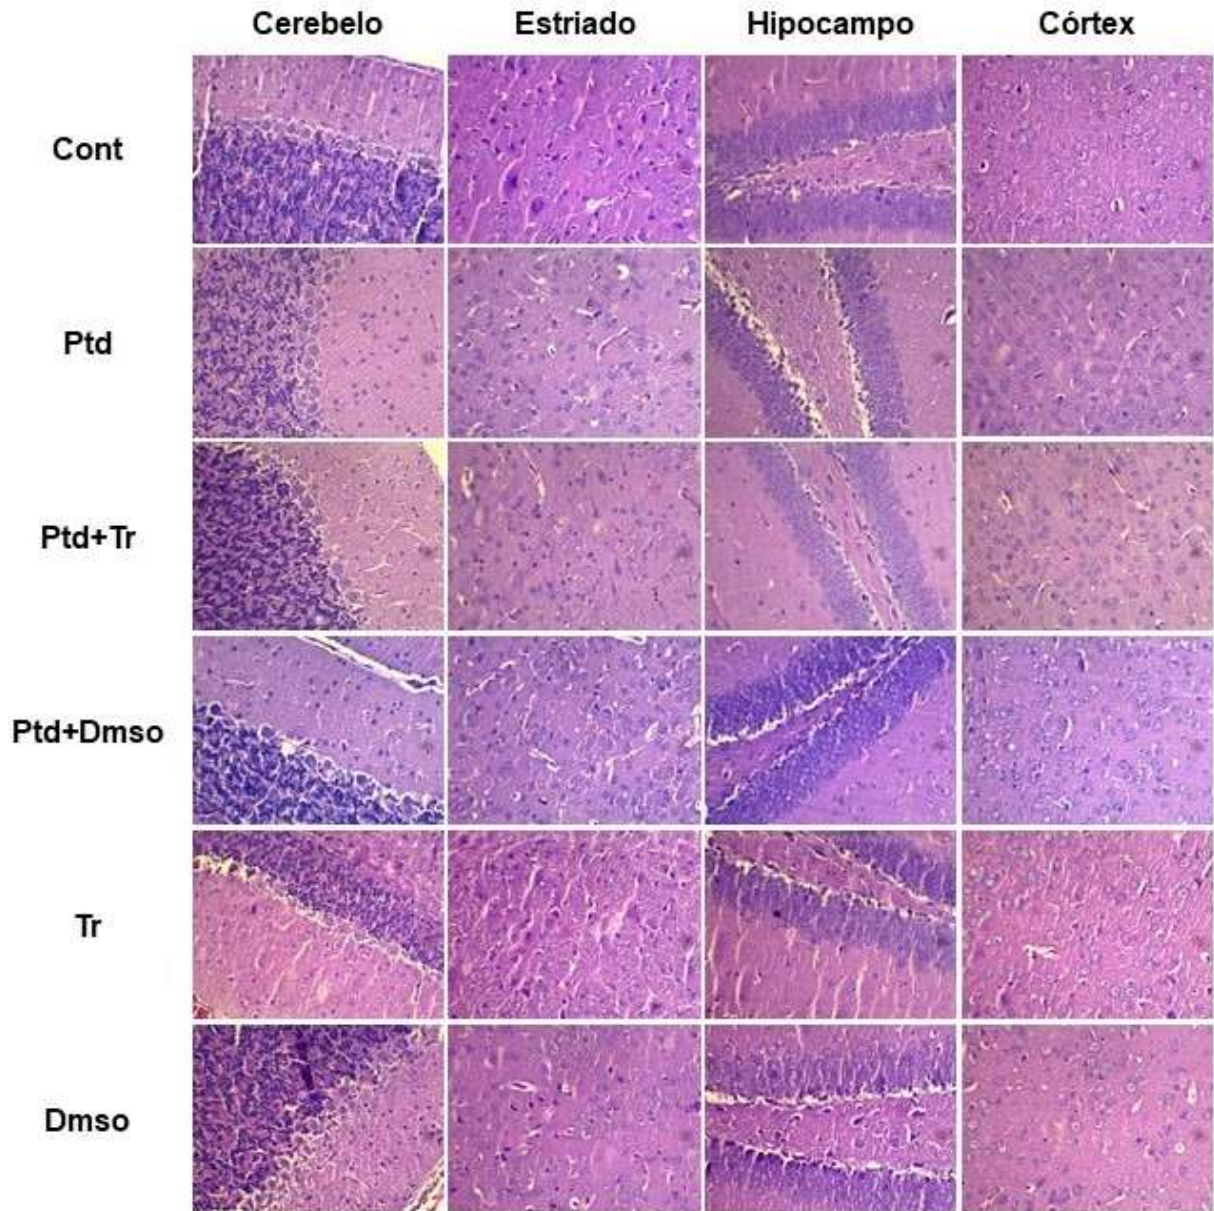 Cerebelo Estriado Hipocampo Córtex
Cont
Ptd
Ptd+Tr
Ptd+Dmso
Tr
Dmso